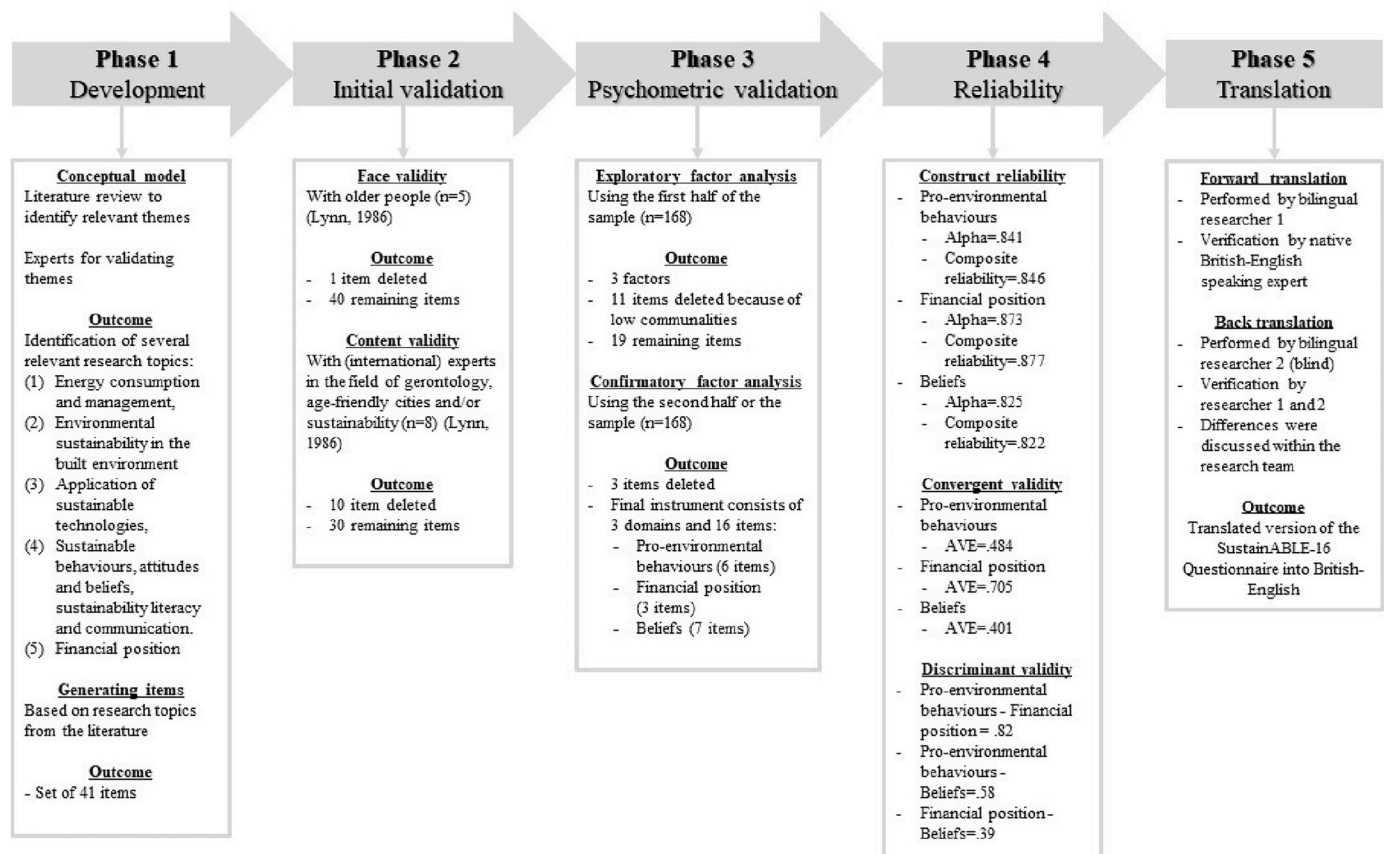 Phase 1
Development
Conceptual model
Literature review to
identify relevant themes
Experts for validating
themes
Outcome
Identification of several
relevant research topics:
(1) Energy consumption
and management,
(2) Environmental
sustainability in the
built environment
(3) Application of
sustainable
technologies,
(4) Sustainable
behaviours, attitudes
and beliefs,
sustainability literacy
and communication.
(5) Financial position
Generating items
Based on research topics
from the literature
Outcome
- Set of 41 items
Phase 2
Initial validation
Face validity
With older people (n=5)
(Lynn, 1986)
Outcome
- 1 item deleted
- 40 remaining items
Content validity
With (international) experts
in the field of gerontology,
age-friendly cities and/or
sustainability (n=8) (Lynn,
1986)
Outcome
- 10 item deleted
- 30 remaining items
Phase 3
Psychometric validation
Exploratory factor analysis
Using the first half of the
sample (n=168)
Outcome
- 3 factors
- 11 items deleted because of
low communalities
- 19 remaining items
Confirmatory factor analysis
Using the second half or the
sample (n=168)
Outcome
- 3 items deleted
- Final instrument consists of
3 domains and 16 items:
- Pro-environmental
behaviours (6 items)
- Financial position
(3 items)
- Beliefs (7 items)
Phase 4
Reliability
Construct reliability
- Pro-environmental
behaviours
- Alpha=.841
- Composite
reliability=.846
- Financial position
- Alpha=.873
- Composite
reliability=.877
- Beliefs
- Alpha=.825
- Composite
reliability=.822
Convergent validity
- Pro-environmental
behaviours
- AVE=.484
- Financial position
- AVE=.705
- Beliefs
- AVE=.401
Discriminant validity
- Pro-environmental
behaviours - Financial
position = .82
- Pro-environmental
behaviours -
Beliefs=.58
- Financial position -
Beliefs=.39
Phase 5
Translation
Forward translation
- Performed by bilingual
researcher 1
- Verification by native
British-English
speaking expert
Back translation
- Performed by bilingual
researcher 2 (blind)
- Verification by
researcher 1 and 2
- Differences were
discussed within the
research team
Outcome
Translated version of the
SustainABLE-16
Questionnaire into British-
English